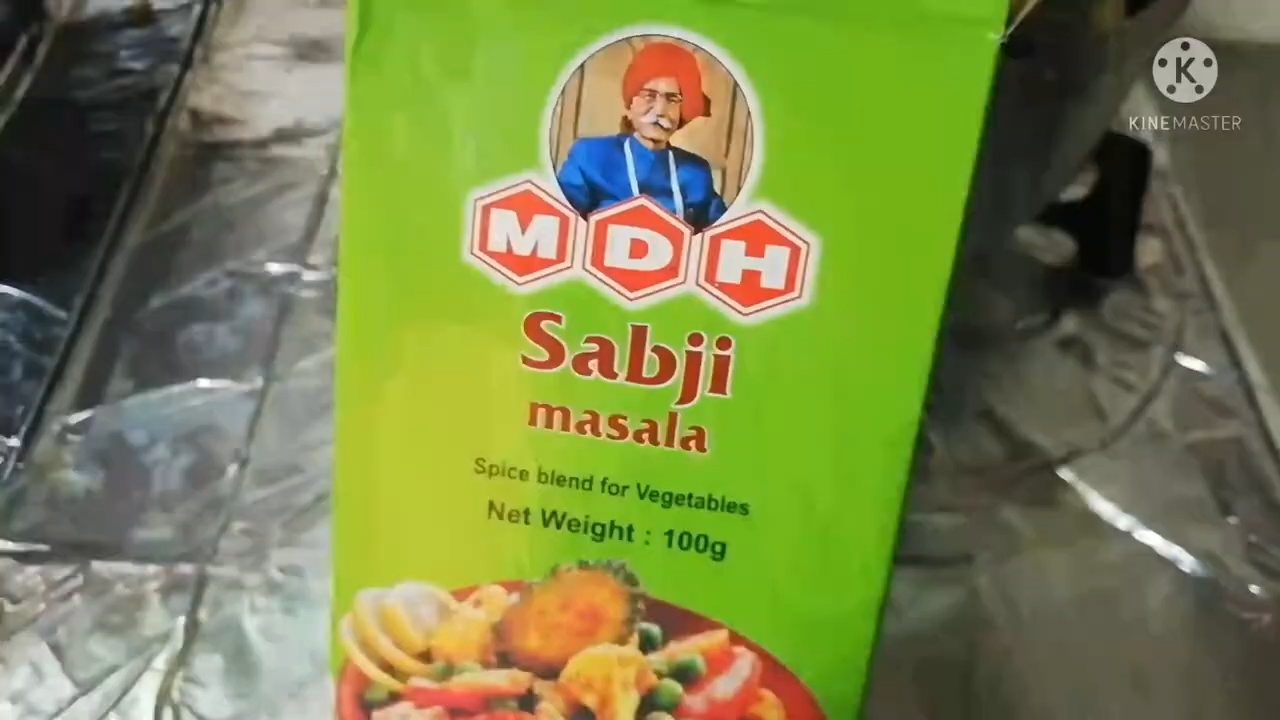 K
KINEMASTER
MDH
Sabji
masala
Spice blend for Vegetables
Net Weight : 100g